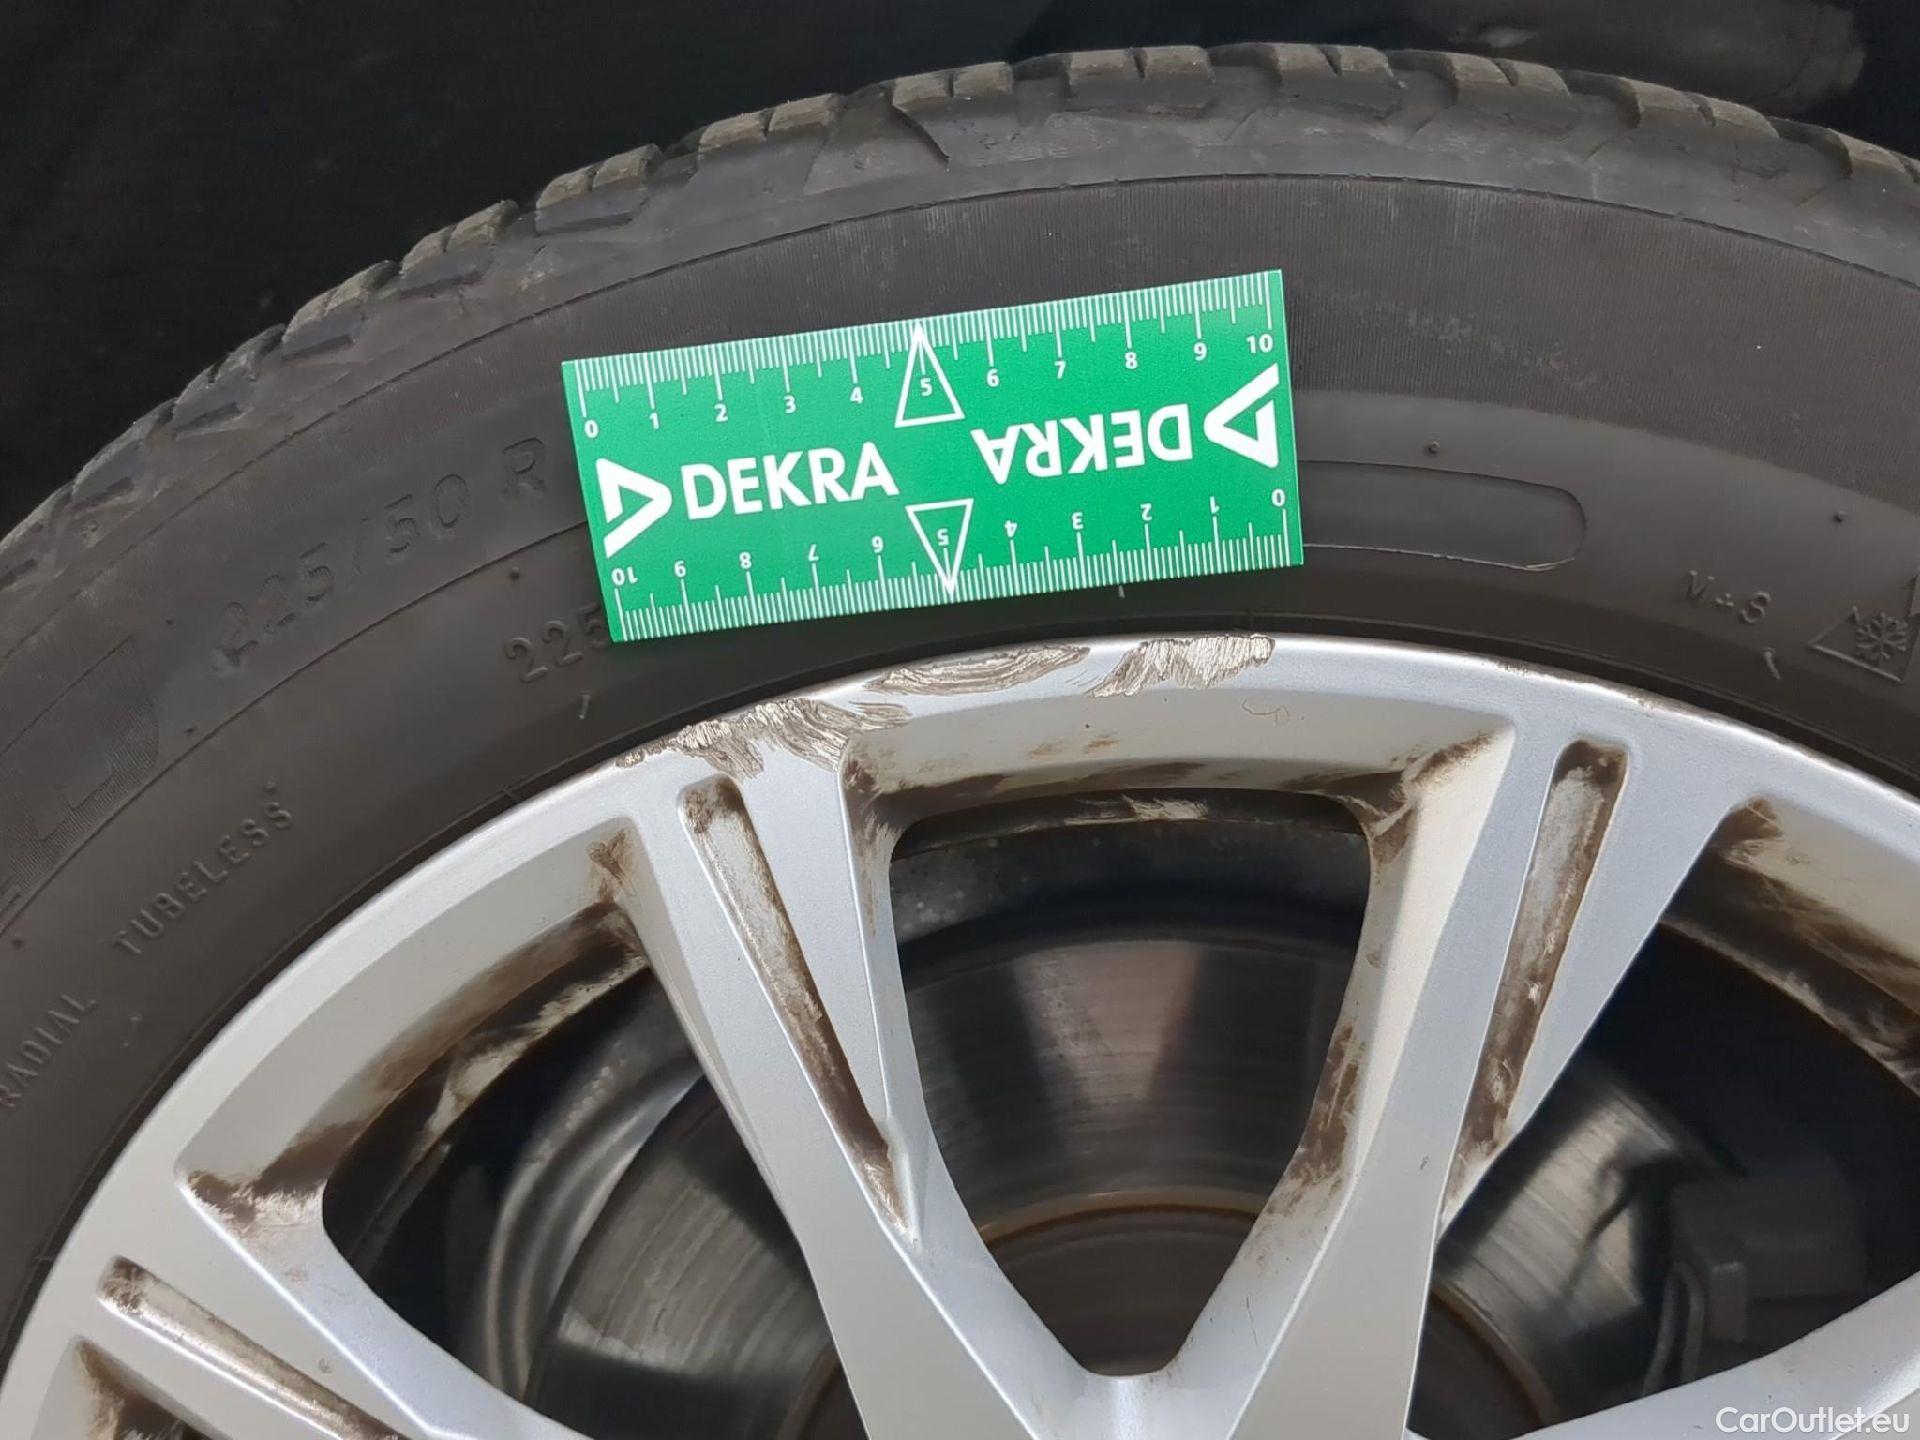 0 1 2 3 4 5 6 7 8 9 10
DEKRA
DEKRA
10 9 8 7 6 5 4 3 2 1 0
225/50 R
225
M+S
TUBELESS
RADIAL
CarOutlet.eu